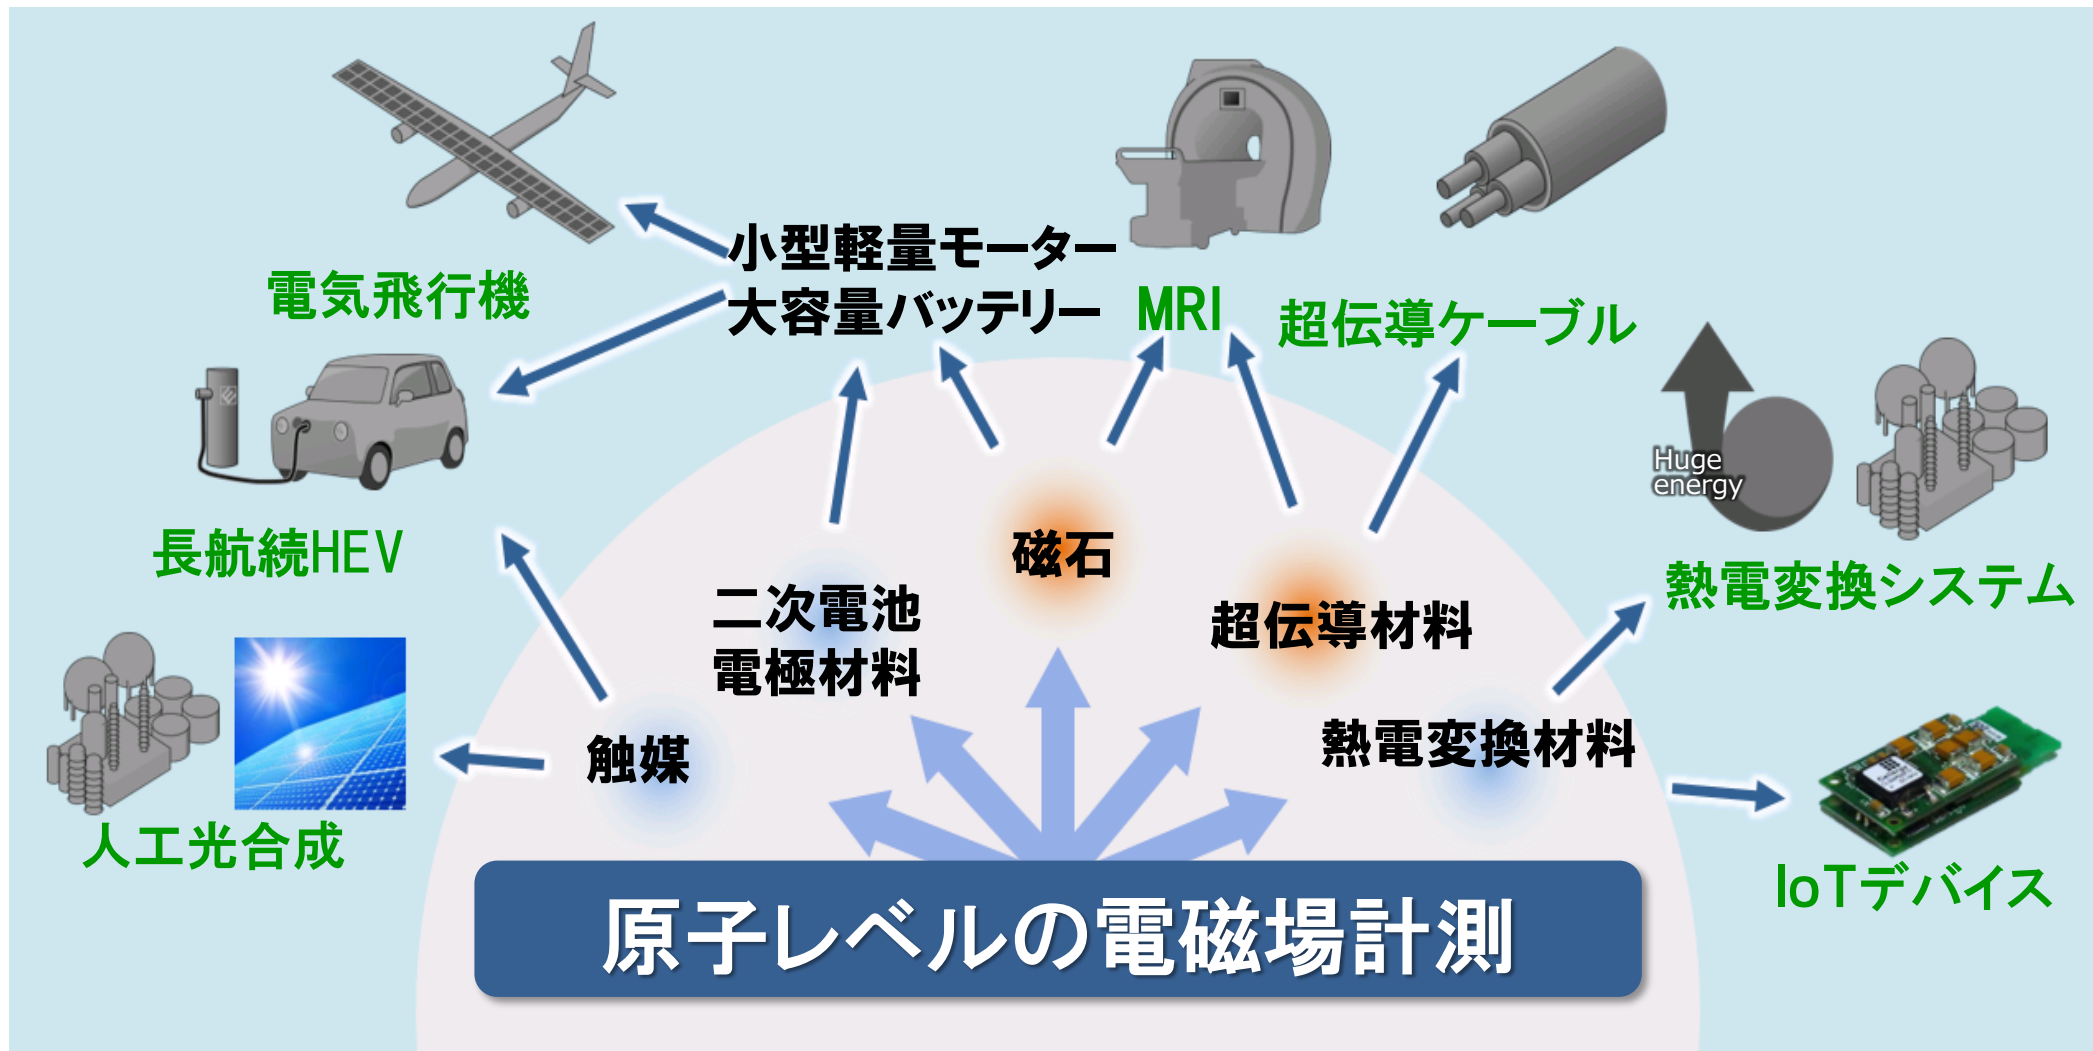 小型軽量モーター
大容量バッテリー
電気飛行機
MRI
超伝導ケーブル
Huge
energy
長航続HEV
磁石
熱電変換システム
二次電池
電極材料
超伝導材料
触媒
熱電変換材料
人工光合成
IoTデバイス
原子レベルの電磁場計測